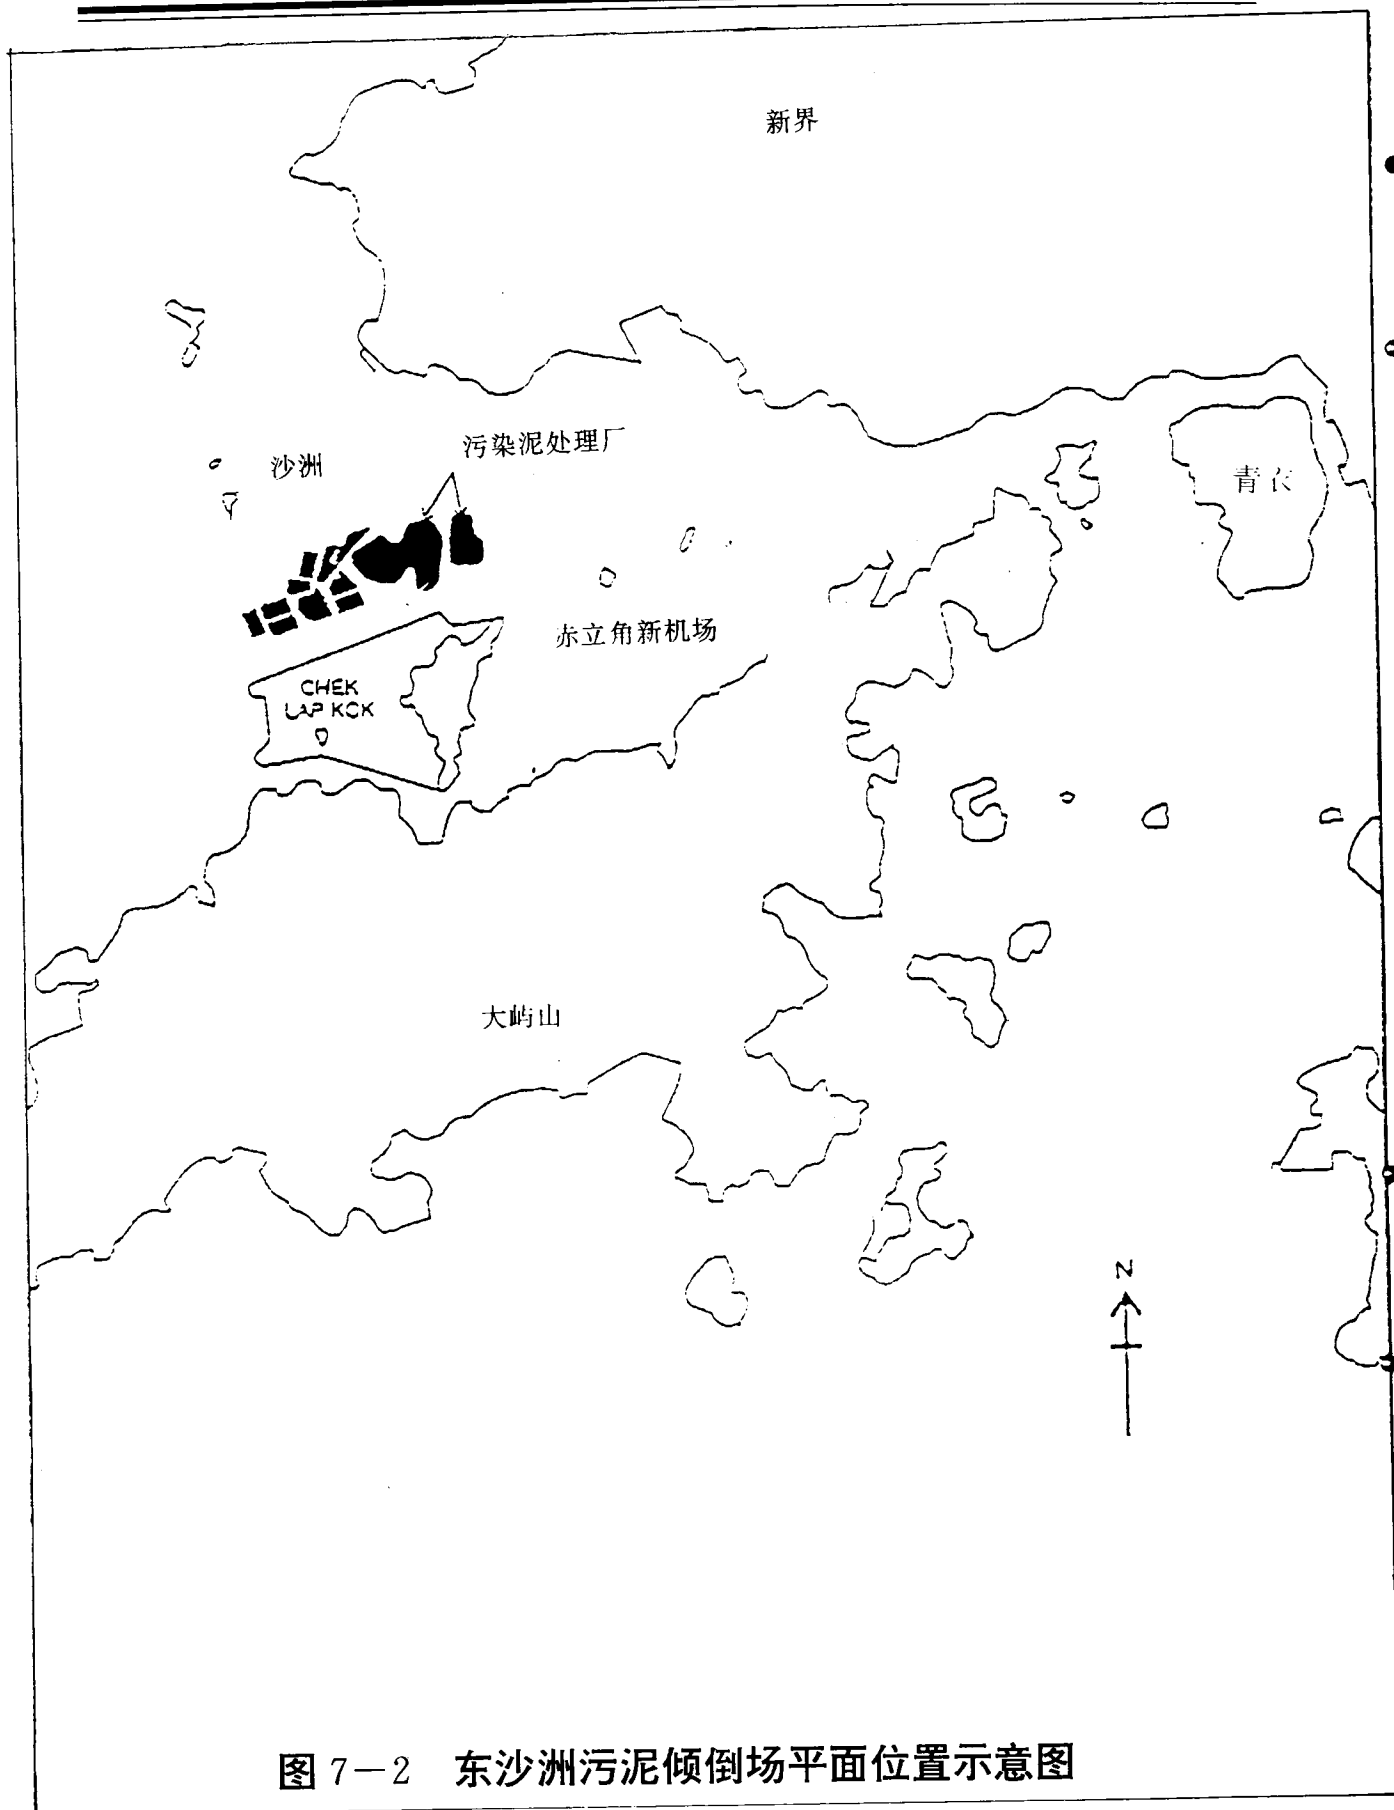 新界
污染泥处理厂
沙洲
青衣
赤立角新机场
CHEK
LAP KOK
大屿山
N
图 7-2 东沙洲污泥倾倒场平面位置示意图